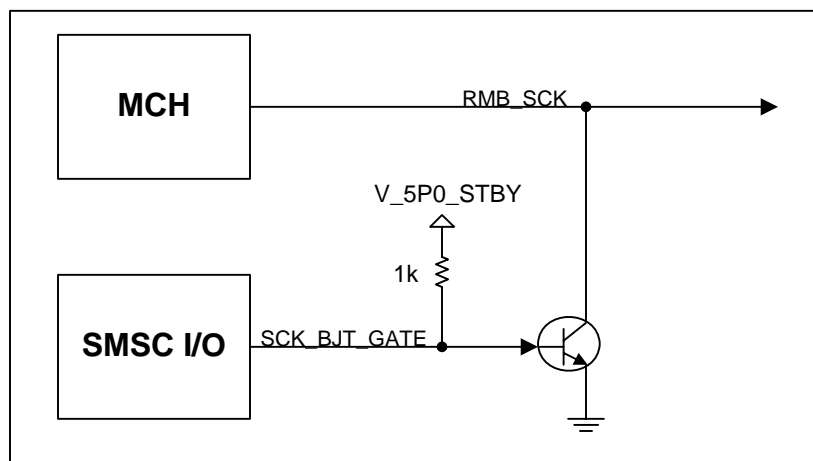 MCH
RMB_SCK
V_5P0_STBY
1k
SMSC I/O
SCK_BJT_GATE